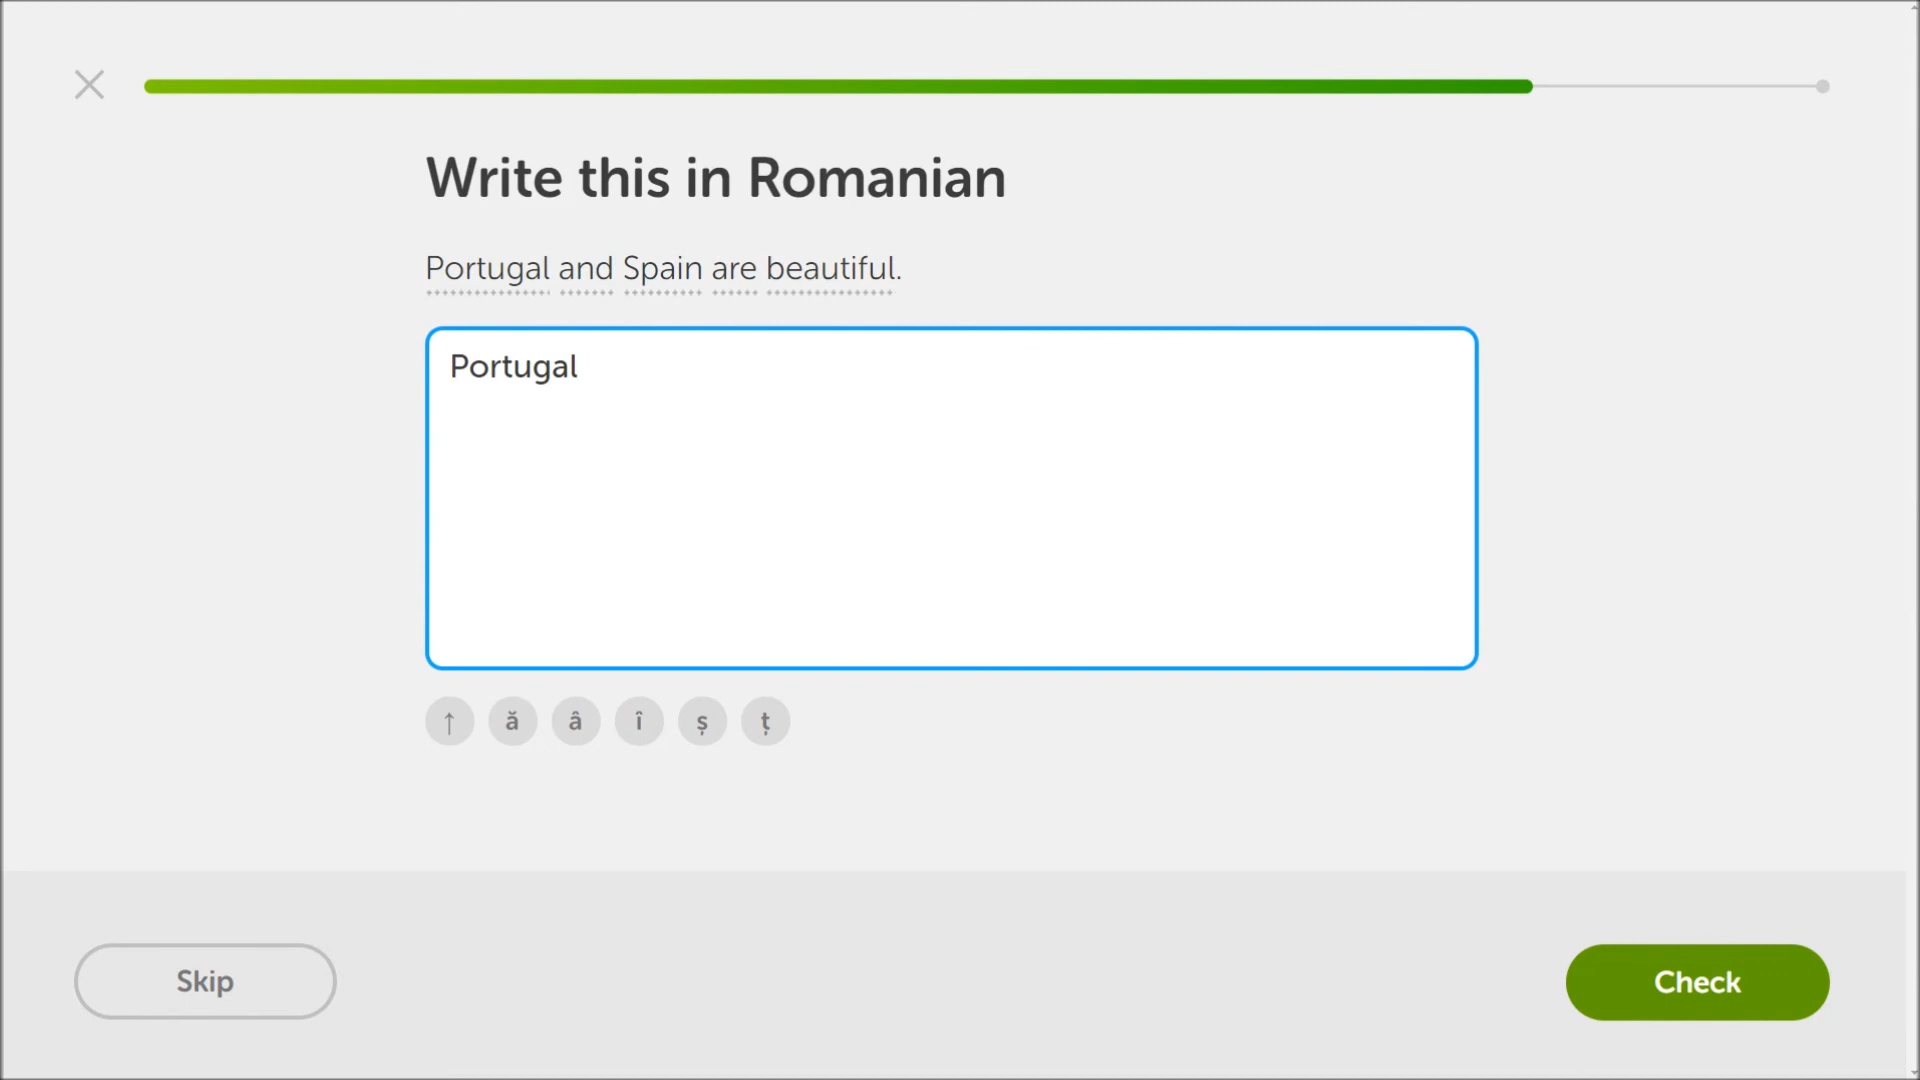 Write this in Romanian
Portugal and Spain are beautiful.
Portugal
↑ ă â î ș ț
Skip
Check